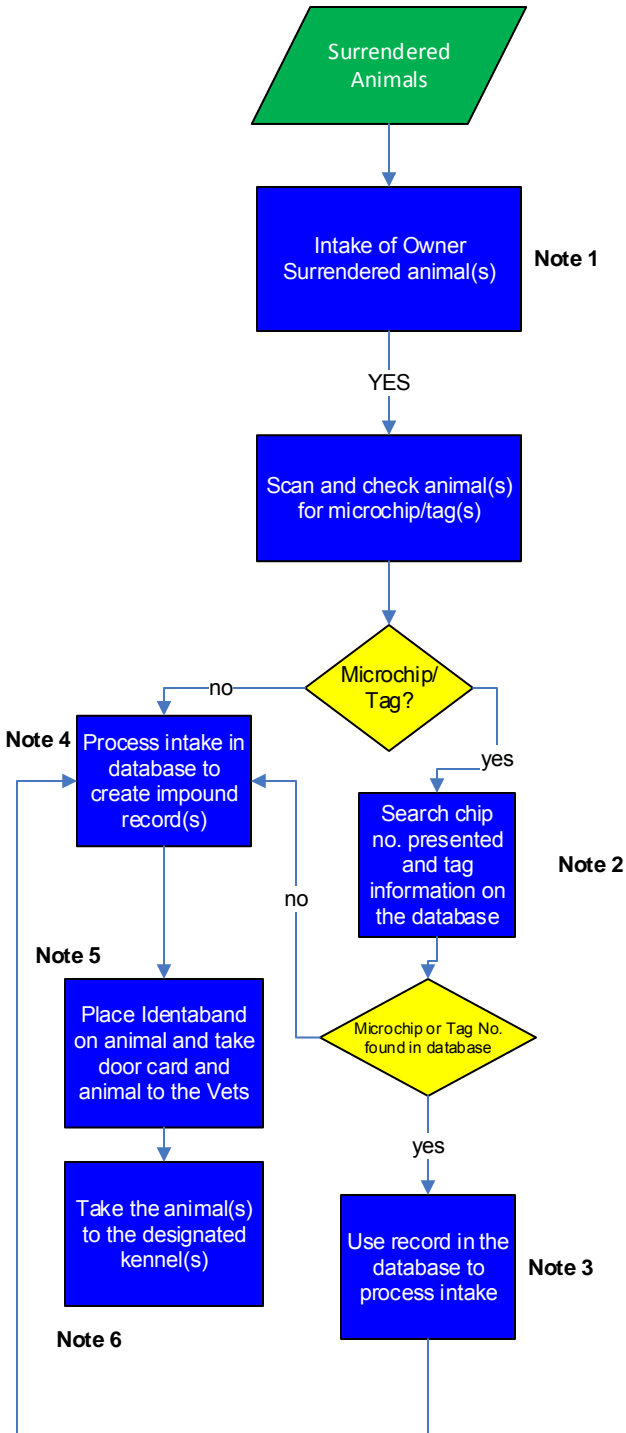 Surrendered
Animals
Intake of Owner
Surrendered animal(s)
Note 1
YES
Scan and check animal(s)
for microchip/tag(s)
Microchip/
Tag?
no
yes
Note 4
Process intake in
database to
create impound
record(s)
Search chip
no. presented
and tag
information on
the database
Note 2
no
Note 5
Place Identaband
on animal and take
door card and
animal to the Vets
Microchip or Tag No.
found in database
yes
Take the animal(s)
to the designated
kennel(s)
Use record in the
database to
process intake
Note 3
Note 6